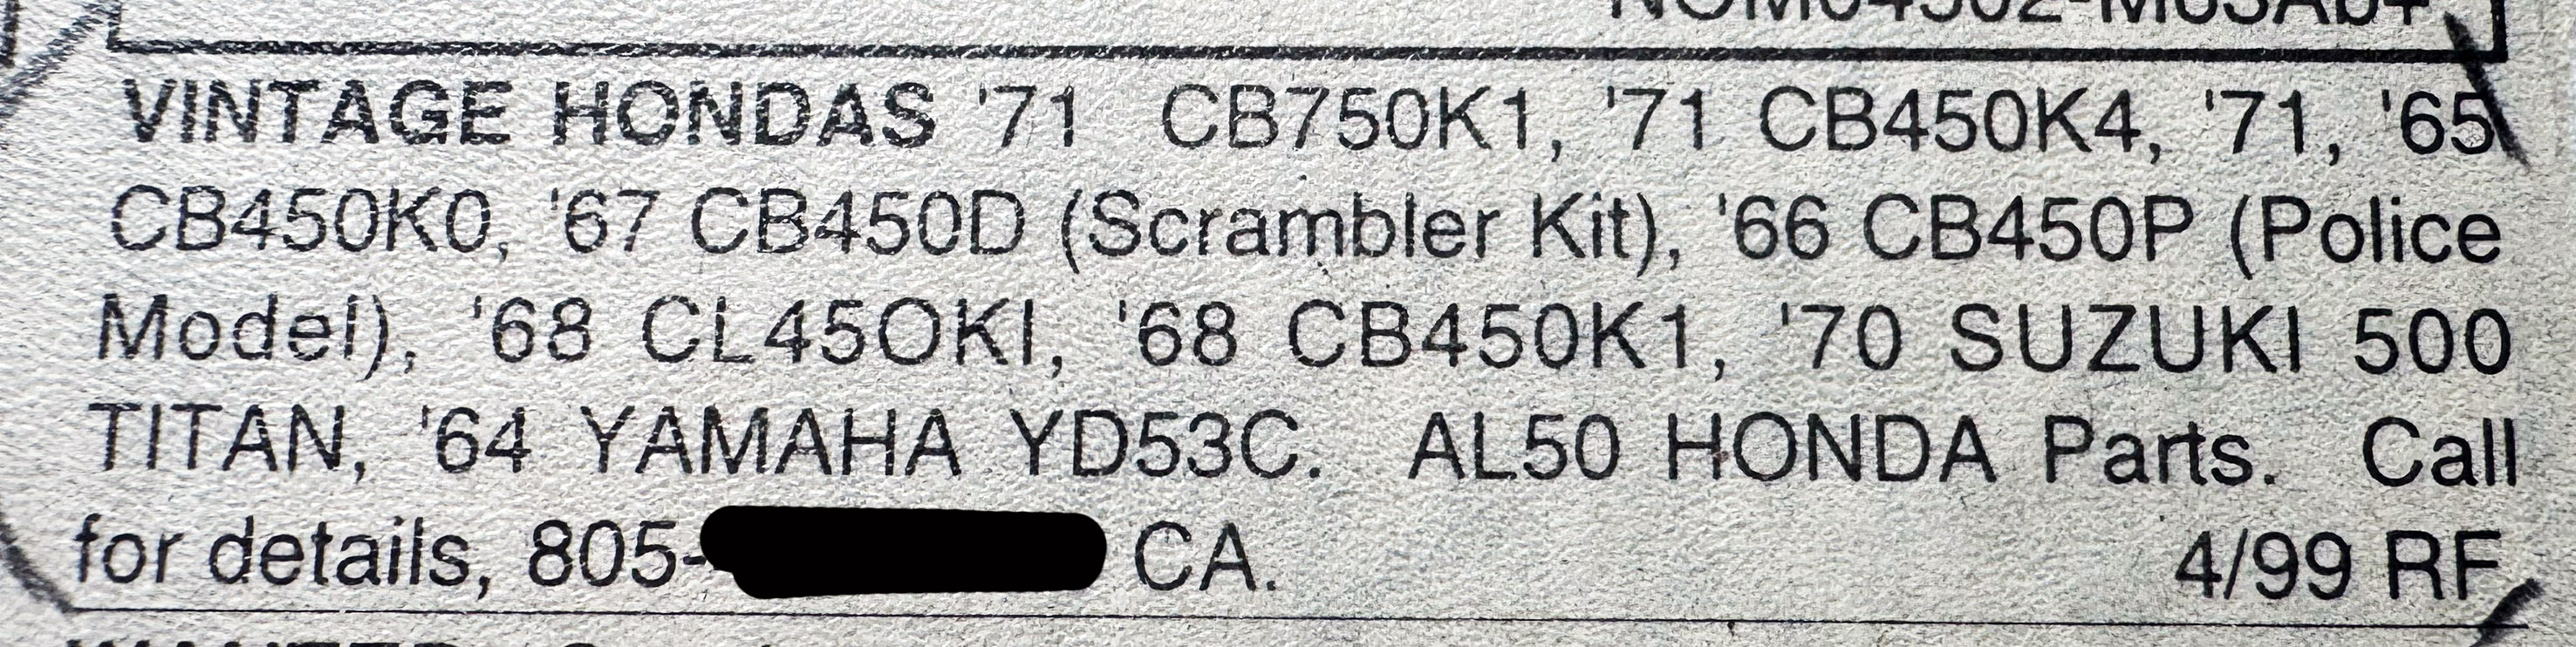 VINTAGE HONDAS '71 CB750K1, '71 CB450K4, '71, '65
CB450K0, '67 CB450D (Scrambler Kit), '66 CB450P (Police
Model), '68 CL45OKI, '68 CB450K1, '70 SUZUKI 500
TITAN, '64 YAMAHA YD53C. AL50 HONDA Parts. Call
for details, 805- CA. 4/99 RF